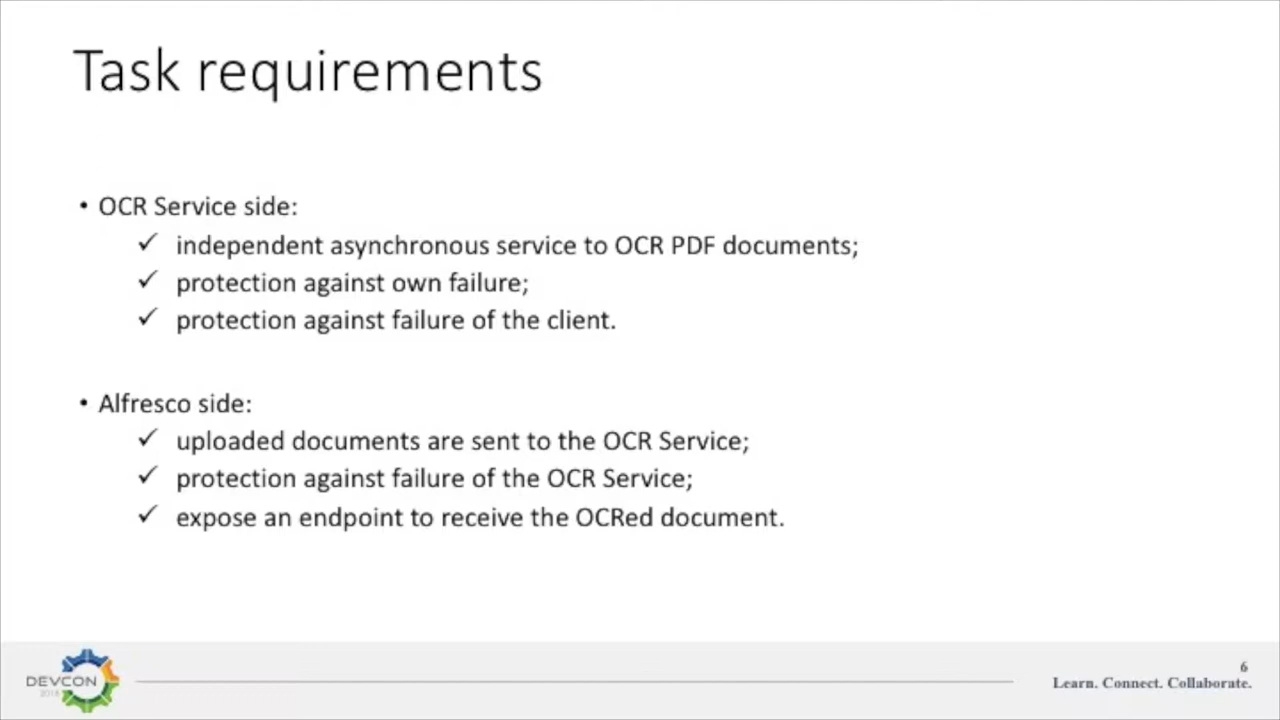 Task requirements
• OCR Service side:
✓ independent asynchronous service to OCR PDF documents;
✓ protection against own failure;
✓ protection against failure of the client.
• Alfresco side:
✓ uploaded documents are sent to the OCR Service;
✓ protection against failure of the OCR Service;
✓ expose an endpoint to receive the OCRed document.
DEVCON
6
Learn. Connect. Collaborate.